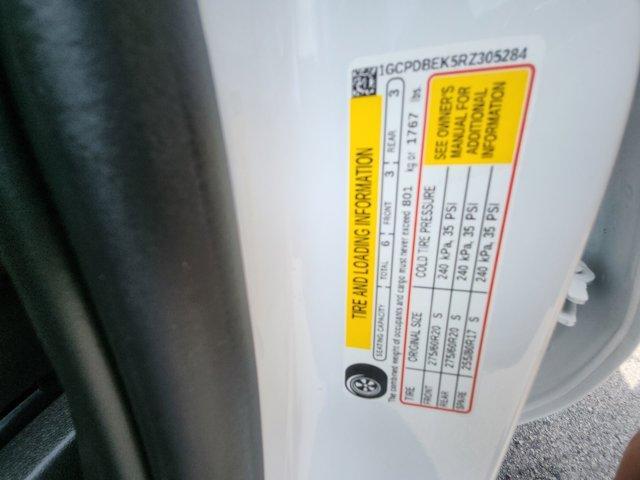 1GCPDBEK5RZ305284
TIRE AND LOADING INFORMATION
SEATING CAPACITY TOTAL 6 FRONT 3 REAR 3
The combined weight of occupants and cargo must never exceed 801 kg or 1767 lbs.
TIRE ORIGINAL SIZE COLD TIRE PRESSURE
FRONT 275/60R20 S 240 kPa, 35 PSI
REAR 275/60R20 S 240 kPa, 35 PSI
SPARE 255/80R17 S 240 kPa, 35 PSI
SEE OWNER'S
MANUAL FOR
ADDITIONAL
INFORMATION